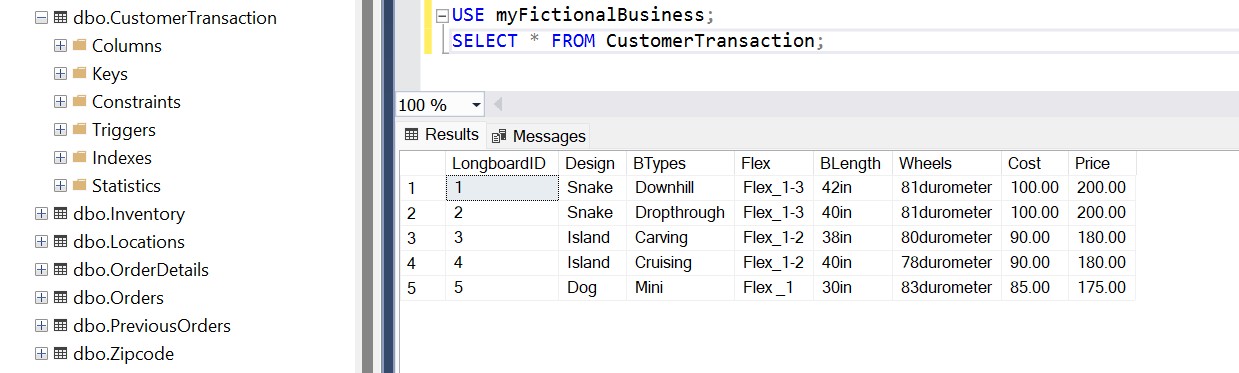 dbo.CustomerTransaction
Columns
Keys
Constraints
Triggers
Indexes
Statistics
dbo.Inventory
dbo.Locations
dbo.OrderDetails
dbo.Orders
dbo.PreviousOrders
dbo.Zipcode
USE myFictionalBusiness;
SELECT * FROM CustomerTransaction;
100 %
Results Messages
LongboardID Design BTypes Flex BLength Wheels Cost Price
1 1 Snake Downhill Flex_1-3 42in 81durometer 100.00 200.00
2 2 Snake Dropthrough Flex_1-3 40in 81durometer 100.00 200.00
3 3 Island Carving Flex_1-2 38in 80durometer 90.00 180.00
4 4 Island Cruising Flex_1-2 40in 78durometer 90.00 180.00
5 5 Dog Mini Flex _1 30in 83durometer 85.00 175.00